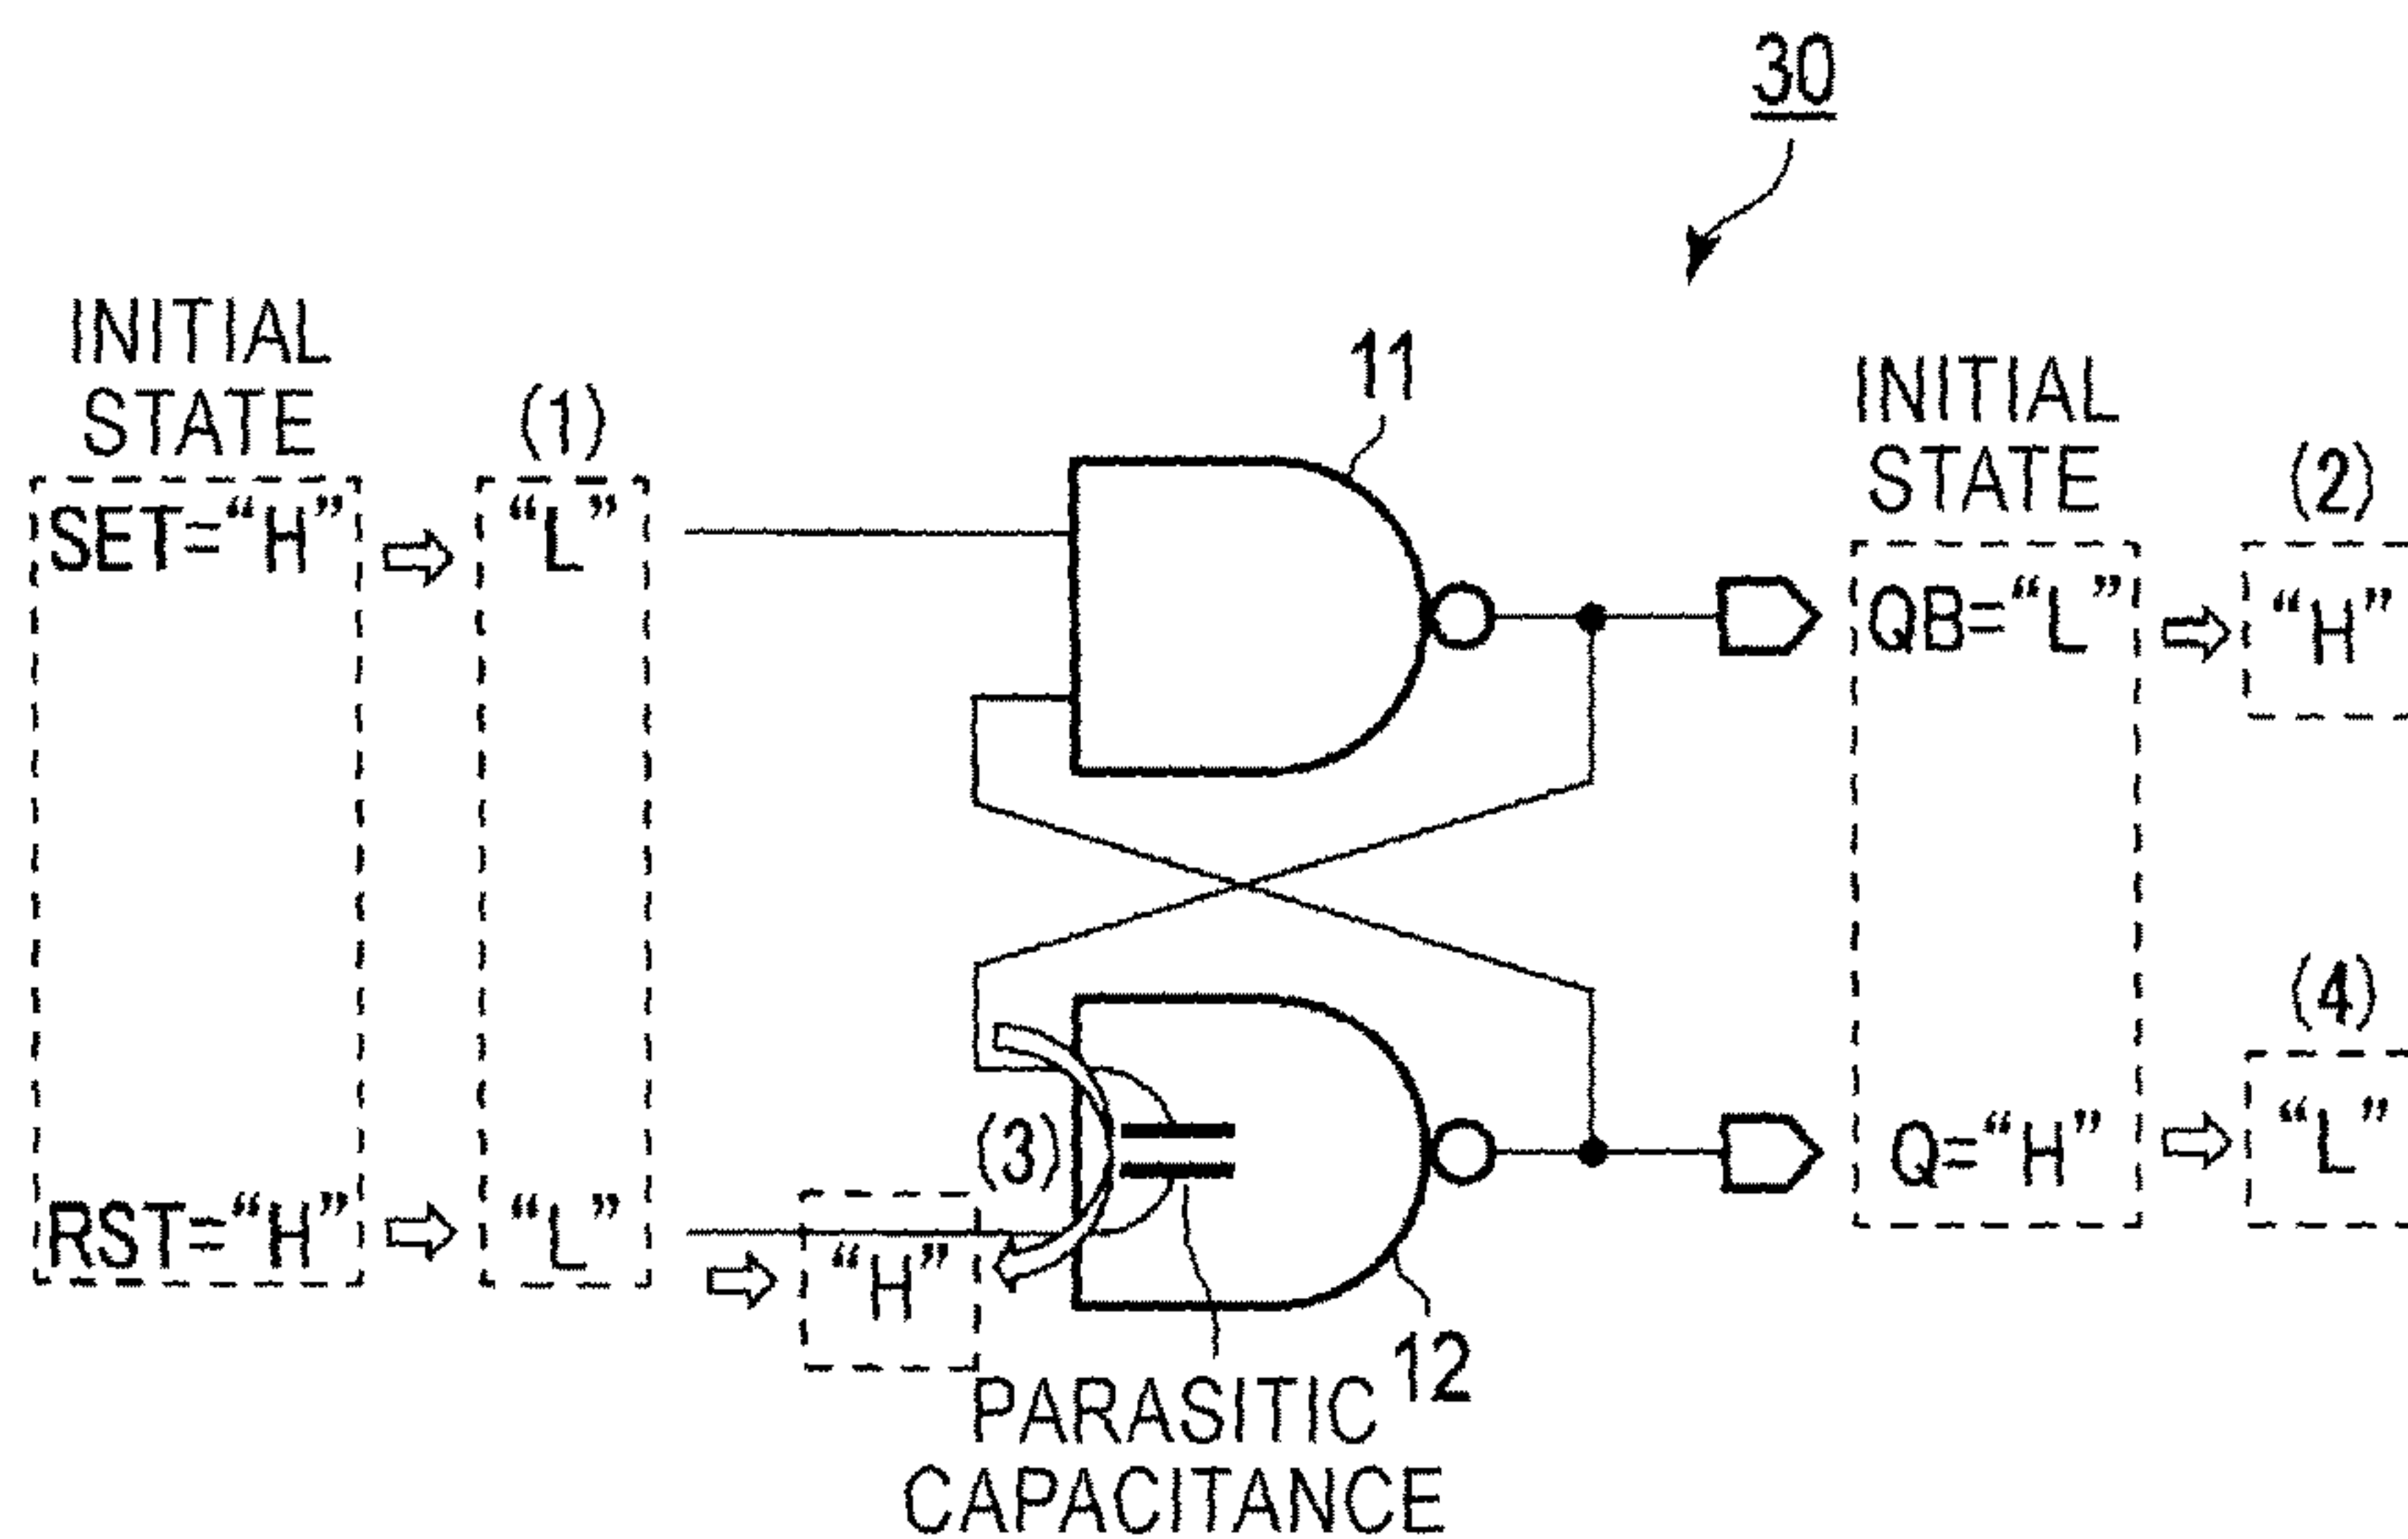 30
INITIAL
STATE
(1)
11
INITIAL
STATE
(2)
SET="H"
"L"
QB="L"
"H"
(4)
(3)
RST="H"
"L"
"H"
Q="H"
"L"
12
PARASITIC
CAPACITANCE